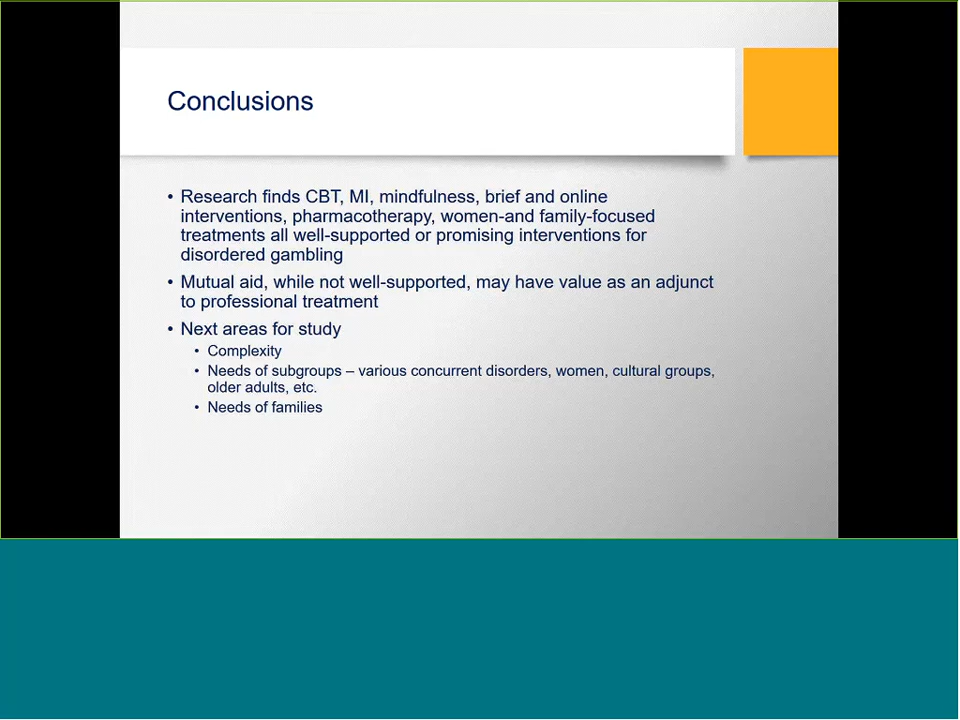 Conclusions
• Research finds CBT, MI, mindfulness, brief and online
interventions, pharmacotherapy, women-and family-focused
treatments all well-supported or promising interventions for
disordered gambling
• Mutual aid, while not well-supported, may have value as an adjunct
to professional treatment
• Next areas for study
• Complexity
• Needs of subgroups – various concurrent disorders, women, cultural groups,
older adults, etc.
• Needs of families